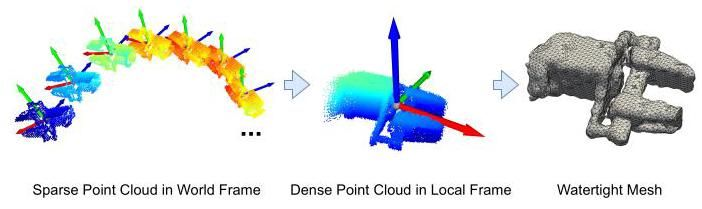 ...
Sparse Point Cloud in World Frame
Dense Point Cloud in Local Frame
Watertight Mesh